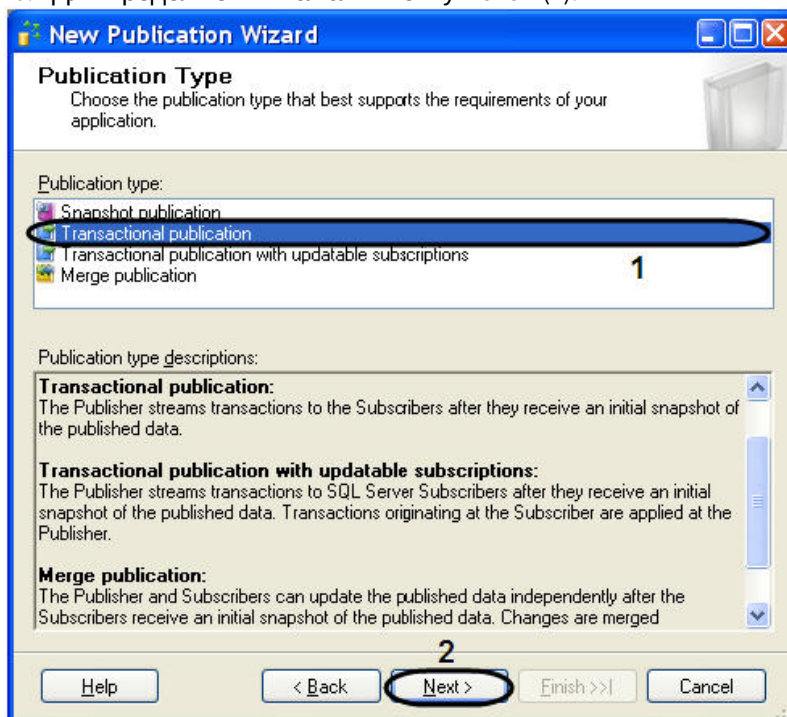 New Publication Wizard
Publication Type
Choose the publication type that best supports the requirements of your
application.
Publication type:
Snapshot publication
Transactional publication
Transactional publication with updatable subscriptions
1
Merge publication
Publication type descriptions:
Transactional publication:
The Publisher streams transactions to the Subscribers after they receive an initial snapshot of
the published data.
Transactional publication with updatable subscriptions:
The Publisher streams transactions to SQL Server Subscribers after they receive an initial
snapshot of the published data. Transactions originating at the Subscriber are applied at the
Publisher.
Merge publication:
The Publisher and Subscribers can update the published data independently after the
Subscribers receive an initial snapshot of the published data. Changes are merged
2
Help
< Back
Next >
Finish >>|
Cancel